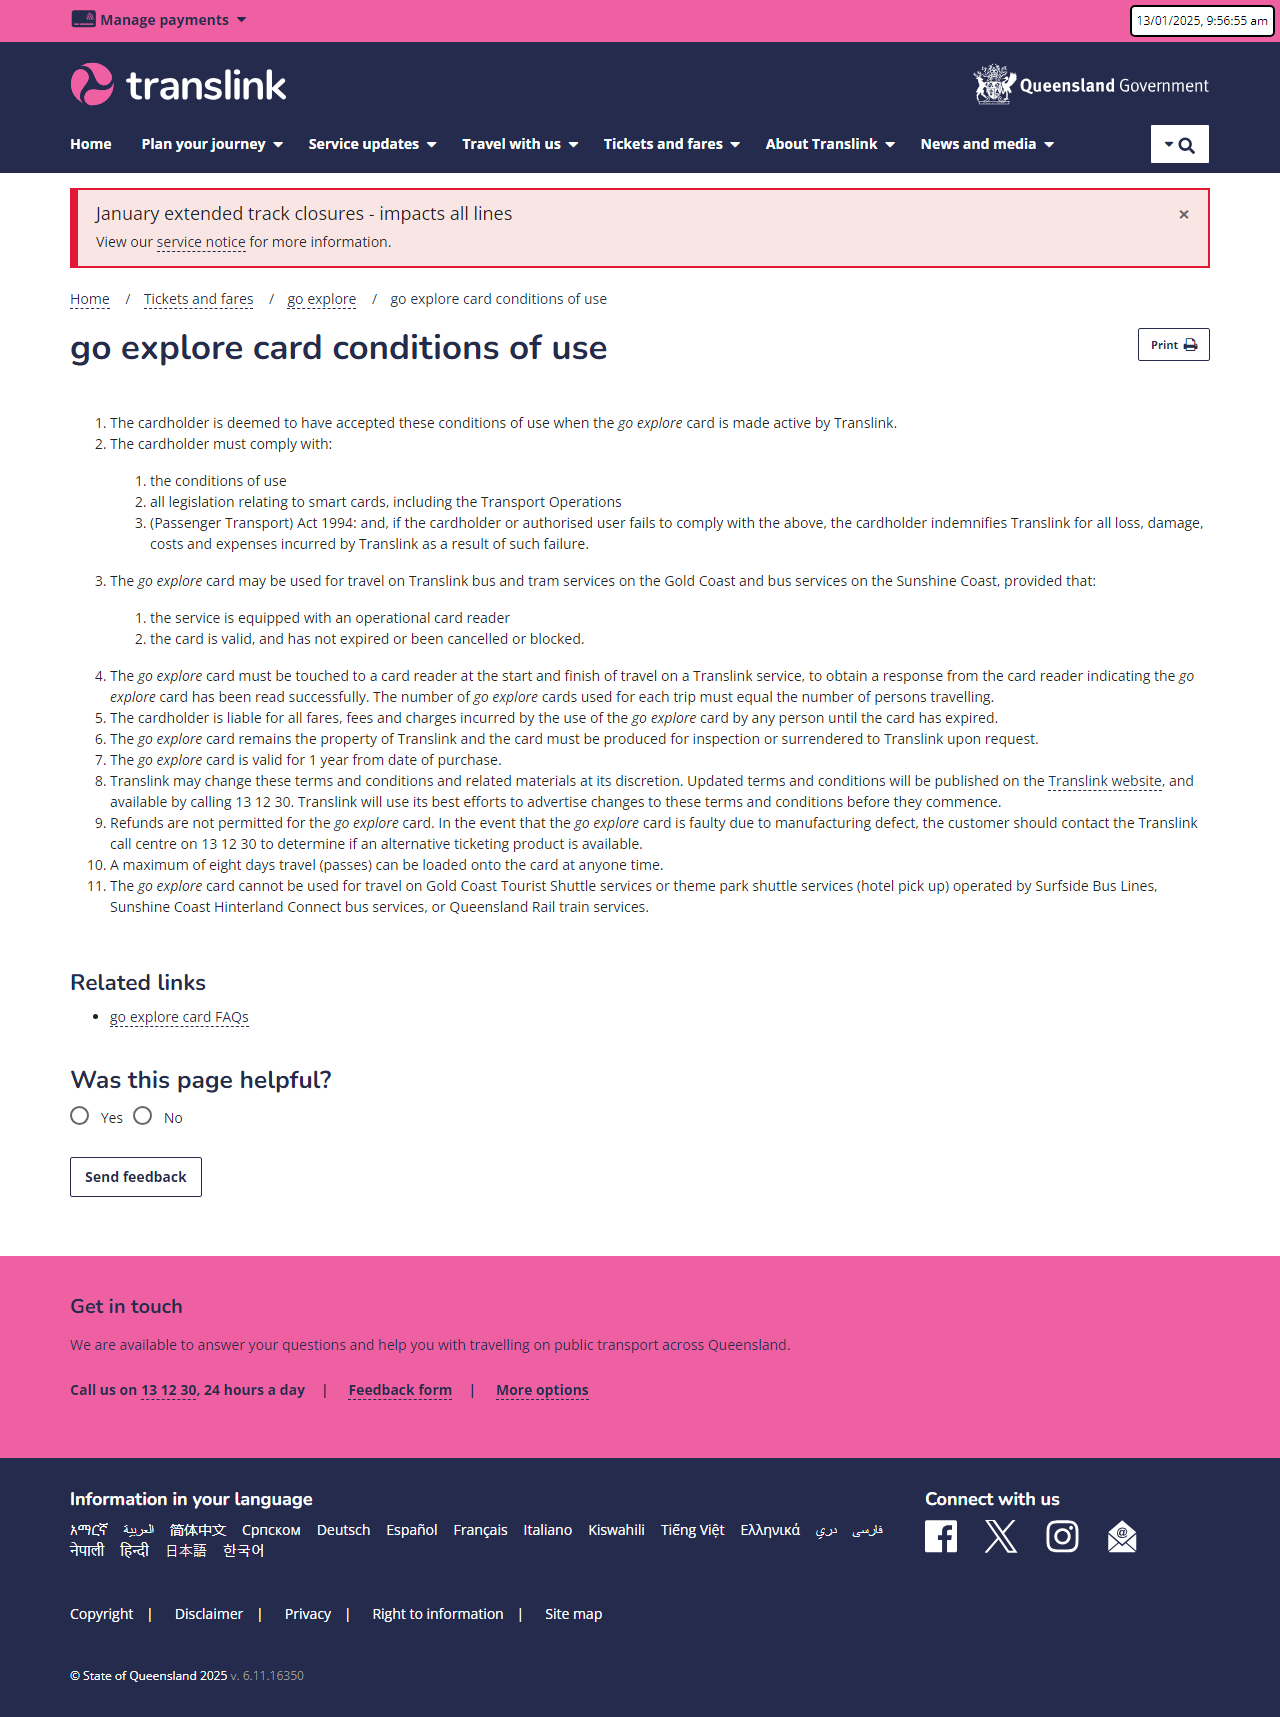 Manage payments
13/01/2025, 9:56:55 am
translink
Queensland Government
Home Plan your journey Service updates Travel with us Tickets and fares About Translink News and media
January extended track closures - impacts all lines
×
View our service notice for more information.
Home / Tickets and fares / go explore / go explore card conditions of use
go explore card conditions of use
Print
1. The cardholder is deemed to have accepted these conditions of use when the go explore card is made active by Translink.
2. The cardholder must comply with:
1. the conditions of use
2. all legislation relating to smart cards, including the Transport Operations
3. (Passenger Transport) Act 1994: and, if the cardholder or authorised user fails to comply with the above, the cardholder indemnifies Translink for all loss, damage,
costs and expenses incurred by Translink as a result of such failure.
3. The go explore card may be used for travel on Translink bus and tram services on the Gold Coast and bus services on the Sunshine Coast, provided that:
1. the service is equipped with an operational card reader
2. the card is valid, and has not expired or been cancelled or blocked.
4. The go explore card must be touched to a card reader at the start and finish of travel on a Translink service, to obtain a response from the card reader indicating the go
explore card has been read successfully. The number of go explore cards used for each trip must equal the number of persons travelling.
5. The cardholder is liable for all fares, fees and charges incurred by the use of the go explore card by any person until the card has expired.
6. The go explore card remains the property of Translink and the card must be produced for inspection or surrendered to Translink upon request.
7. The go explore card is valid for 1 year from date of purchase.
8. Translink may change these terms and conditions and related materials at its discretion. Updated terms and conditions will be published on the Translink website, and
available by calling 13 12 30. Translink will use its best efforts to advertise changes to these terms and conditions before they commence.
9. Refunds are not permitted for the go explore card. In the event that the go explore card is faulty due to manufacturing defect, the customer should contact the Translink
call centre on 13 12 30 to determine if an alternative ticketing product is available.
10. A maximum of eight days travel (passes) can be loaded onto the card at anyone time.
11. The go explore card cannot be used for travel on Gold Coast Tourist Shuttle services or theme park shuttle services (hotel pick up) operated by Surfside Bus Lines,
Sunshine Coast Hinterland Connect bus services, or Queensland Rail train services.
Related links
• go explore card FAQs
Was this page helpful?
Yes No
Send feedback
Get in touch
We are available to answer your questions and help you with travelling on public transport across Queensland.
Call us on 13 12 30, 24 hours a day | Feedback form | More options
Information in your language
Connect with us
አማርኛ العربية 简体中文 Српском Deutsch Español Français Italiano Kiswahili Tiếng Việt Ελληνικά دري فارسی
नेपाली हिन्दी 日本語 한국어
Copyright | Disclaimer | Privacy | Right to information | Site map
© State of Queensland 2025 v. 6.11.16350